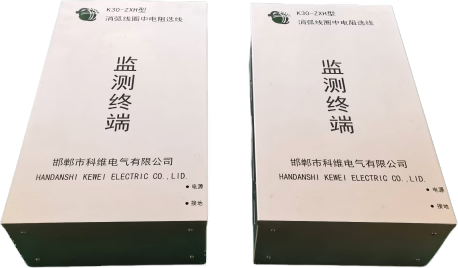 K30-ZXH型
消弧线圈中电阻选线
监测终端
邯郸市科维电气有限公司
HANDANSHI KEWEI ELECTRIC CO.,LID.
电源
接地
K30-ZXH型
消弧线圈中电阻选线
监测终端
邯郸市科维电气有限公司
HANDANSHI KEWEI ELECTRIC CO.,LID.
电源
接地